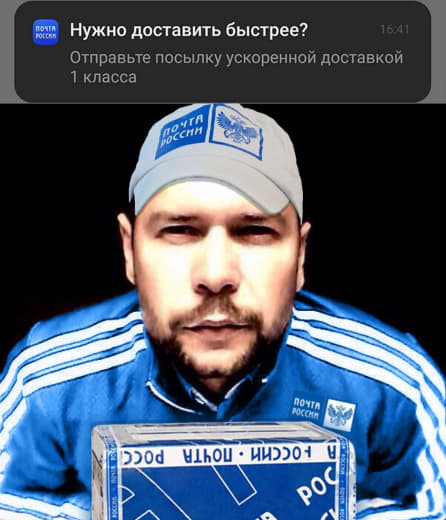 ПОЧТА
РОССИИ
Нужно доставить быстрее?
16:41
Отправьте посылку ускоренной доставкой
1 класса
ПОЧТА
РОССИИ
ПОЧТА
РОССИИ
РОСС
ПОЧТА • РОССИИ
РОС